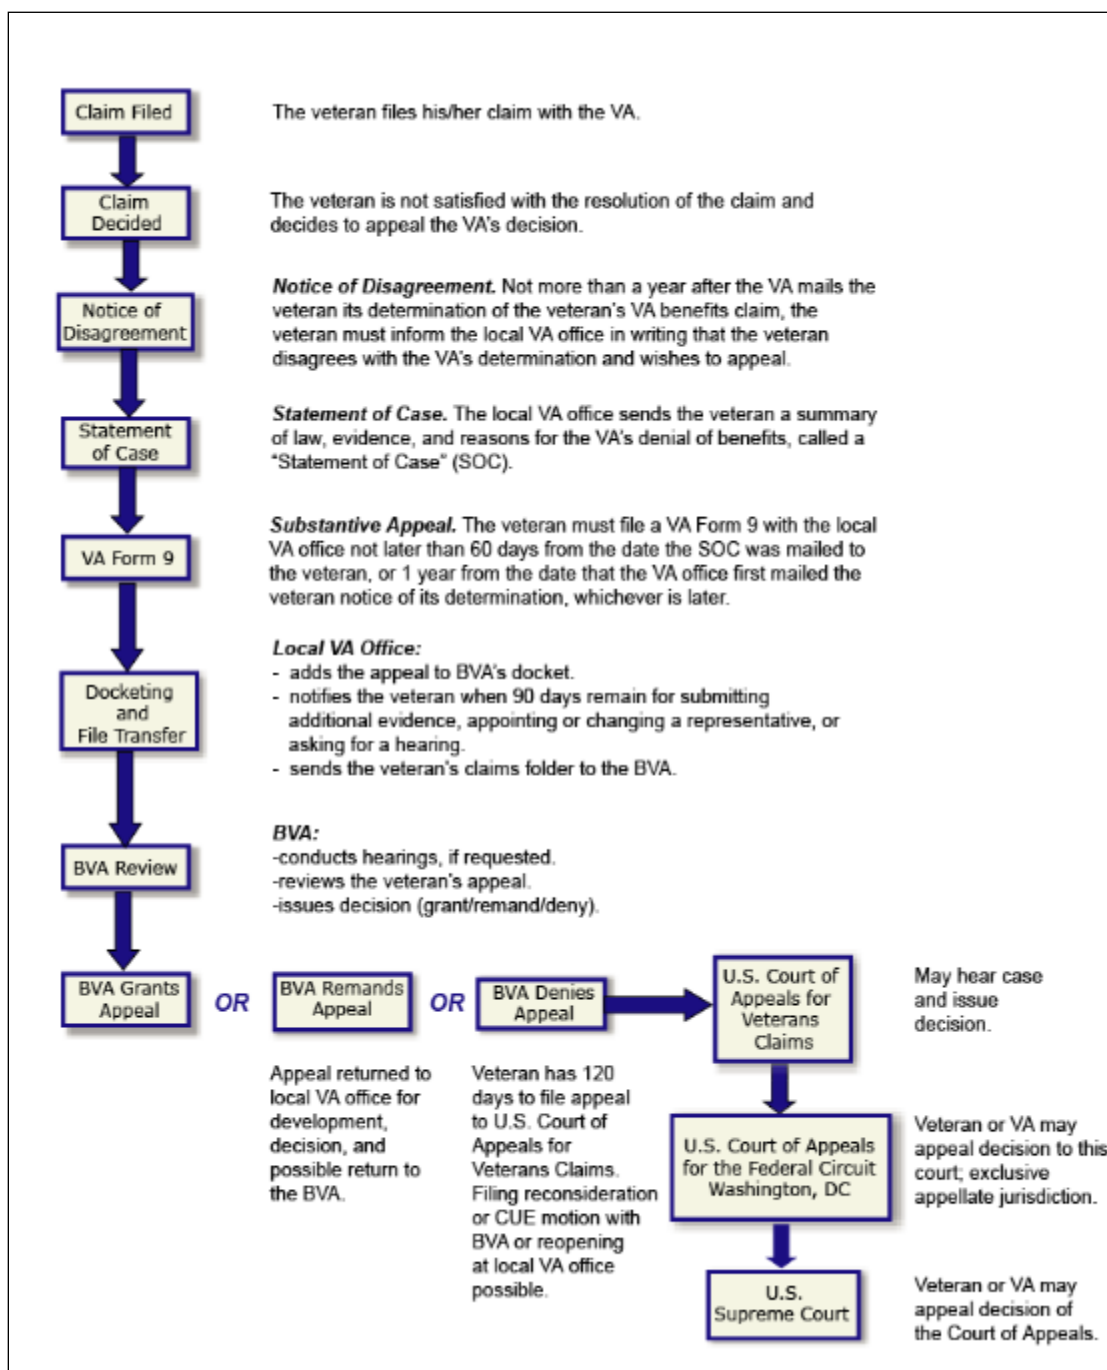 Claim Filed
The veteran files his/her claim with the VA.
Claim
Decided
The veteran is not satisfied with the resolution of the claim and
decides to appeal the VA's decision.
Notice of
Disagreement
Notice of Disagreement. Not more than a year after the VA mails the
veteran its determination of the veteran's VA benefits claim, the
veteran must inform the local VA office in writing that the veteran
disagrees with the VA's determination and wishes to appeal.
Statement
of Case
Statement of Case. The local VA office sends the veteran a summary
of law, evidence, and reasons for the VA's denial of benefits, called a
"Statement of Case" (SOC).
VA Form 9
Substantive Appeal. The veteran must file a VA Form 9 with the local
VA office not later than 60 days from the date the SOC was mailed to
the veteran, or 1 year from the date that the VA office first mailed the
veteran notice of its determination, whichever is later.
Docketing
and
File Transfer
Local VA Office:
- adds the appeal to BVA's docket.
- notifies the veteran when 90 days remain for submitting
additional evidence, appointing or changing a representative, or
asking for a hearing.
- sends the veteran's claims folder to the BVA.
BVA Review
BVA:
-conducts hearings, if requested.
-reviews the veteran's appeal.
-issues decision (grant/remand/deny).
BVA Grants
Appeal
OR
BVA Remands
Appeal
OR
BVA Denies
Appeal
U.S. Court of
Appeals for
Veterans
Claims
May hear case
and issue
decision.
Appeal returned to
local VA office for
development,
decision, and
possible return to
the BVA.
Veteran has 120
days to file appeal
to U.S. Court of
Appeals for
Veterans Claims.
Filing reconsideration
or CUE motion with
BVA or reopening
at local VA office
possible.
U.S. Court of Appeals
for the Federal Circuit
Washington, DC
Veteran or VA may
appeal decision to this
court; exclusive
appellate jurisdiction.
U.S.
Supreme Court
Veteran or VA may
appeal decision of
the Court of Appeals.